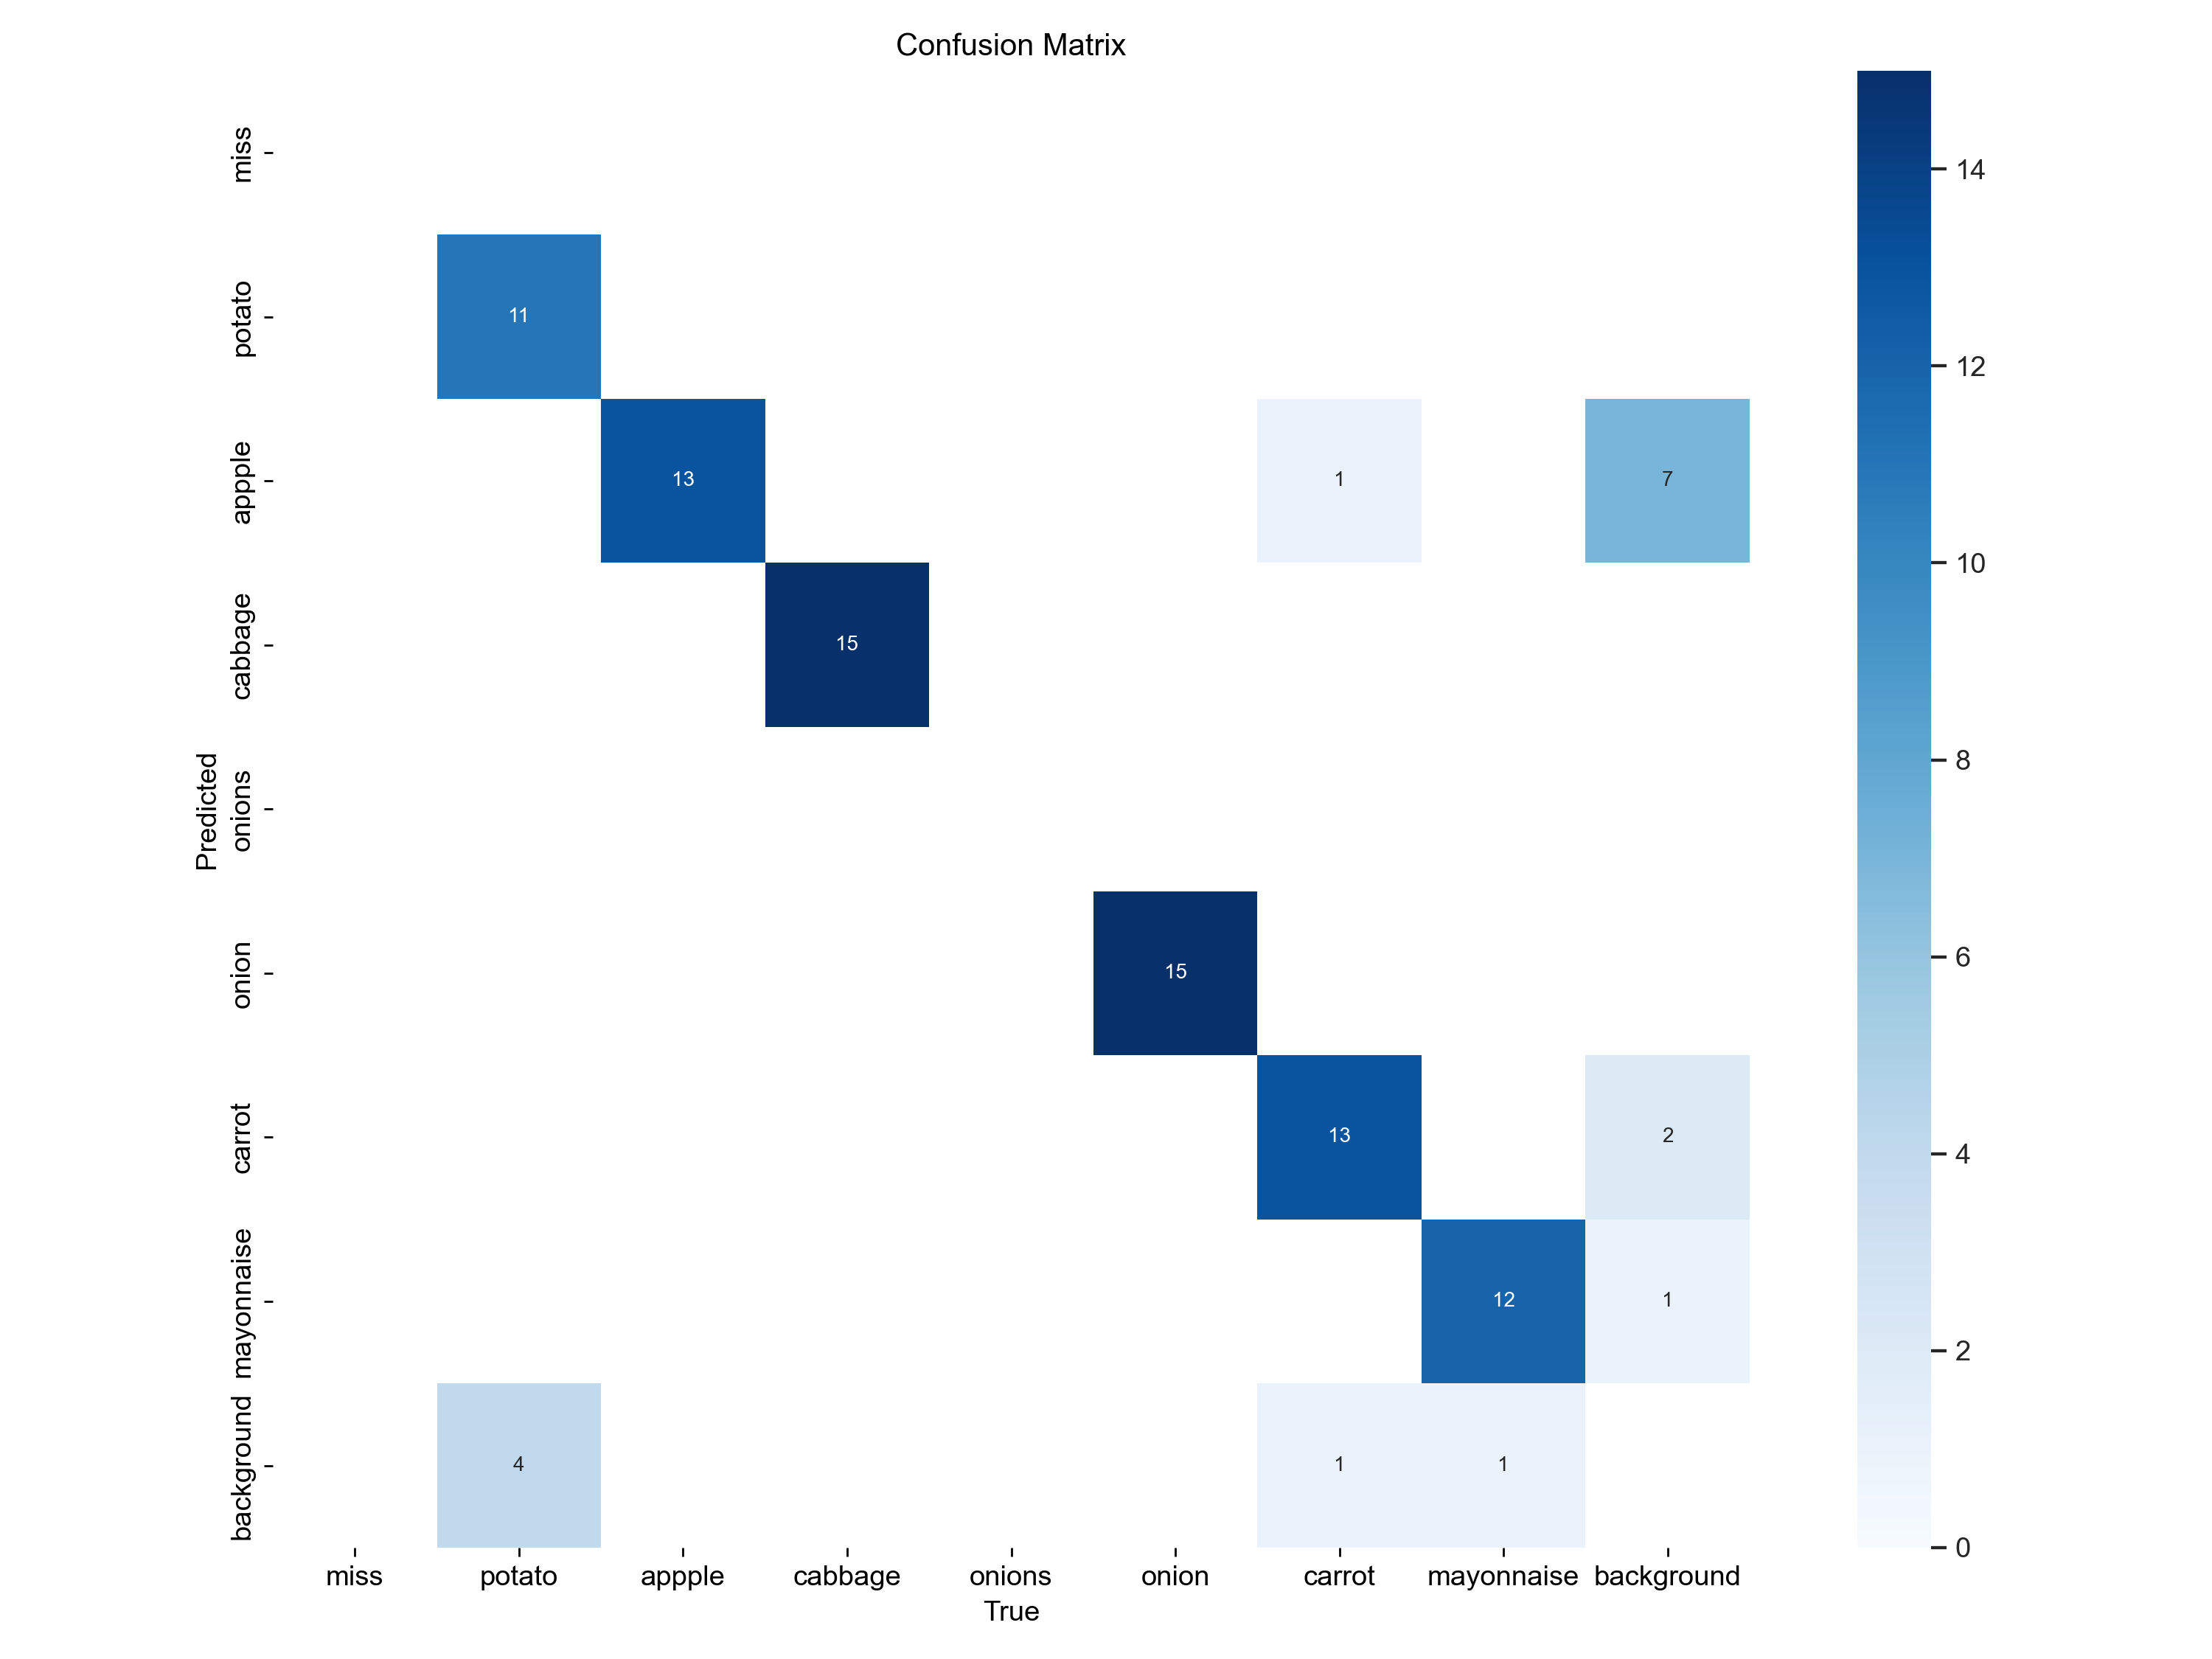 Confusion Matrix
miss
potato
appple
cabbage
onions
onion
carrot
mayonnaise
background
Predicted
11
13 1 7
15
15
13 2
12 1
4 1 1
miss potato appple cabbage onions onion carrot mayonnaise background
True
14
12
10
8
6
4
2
0